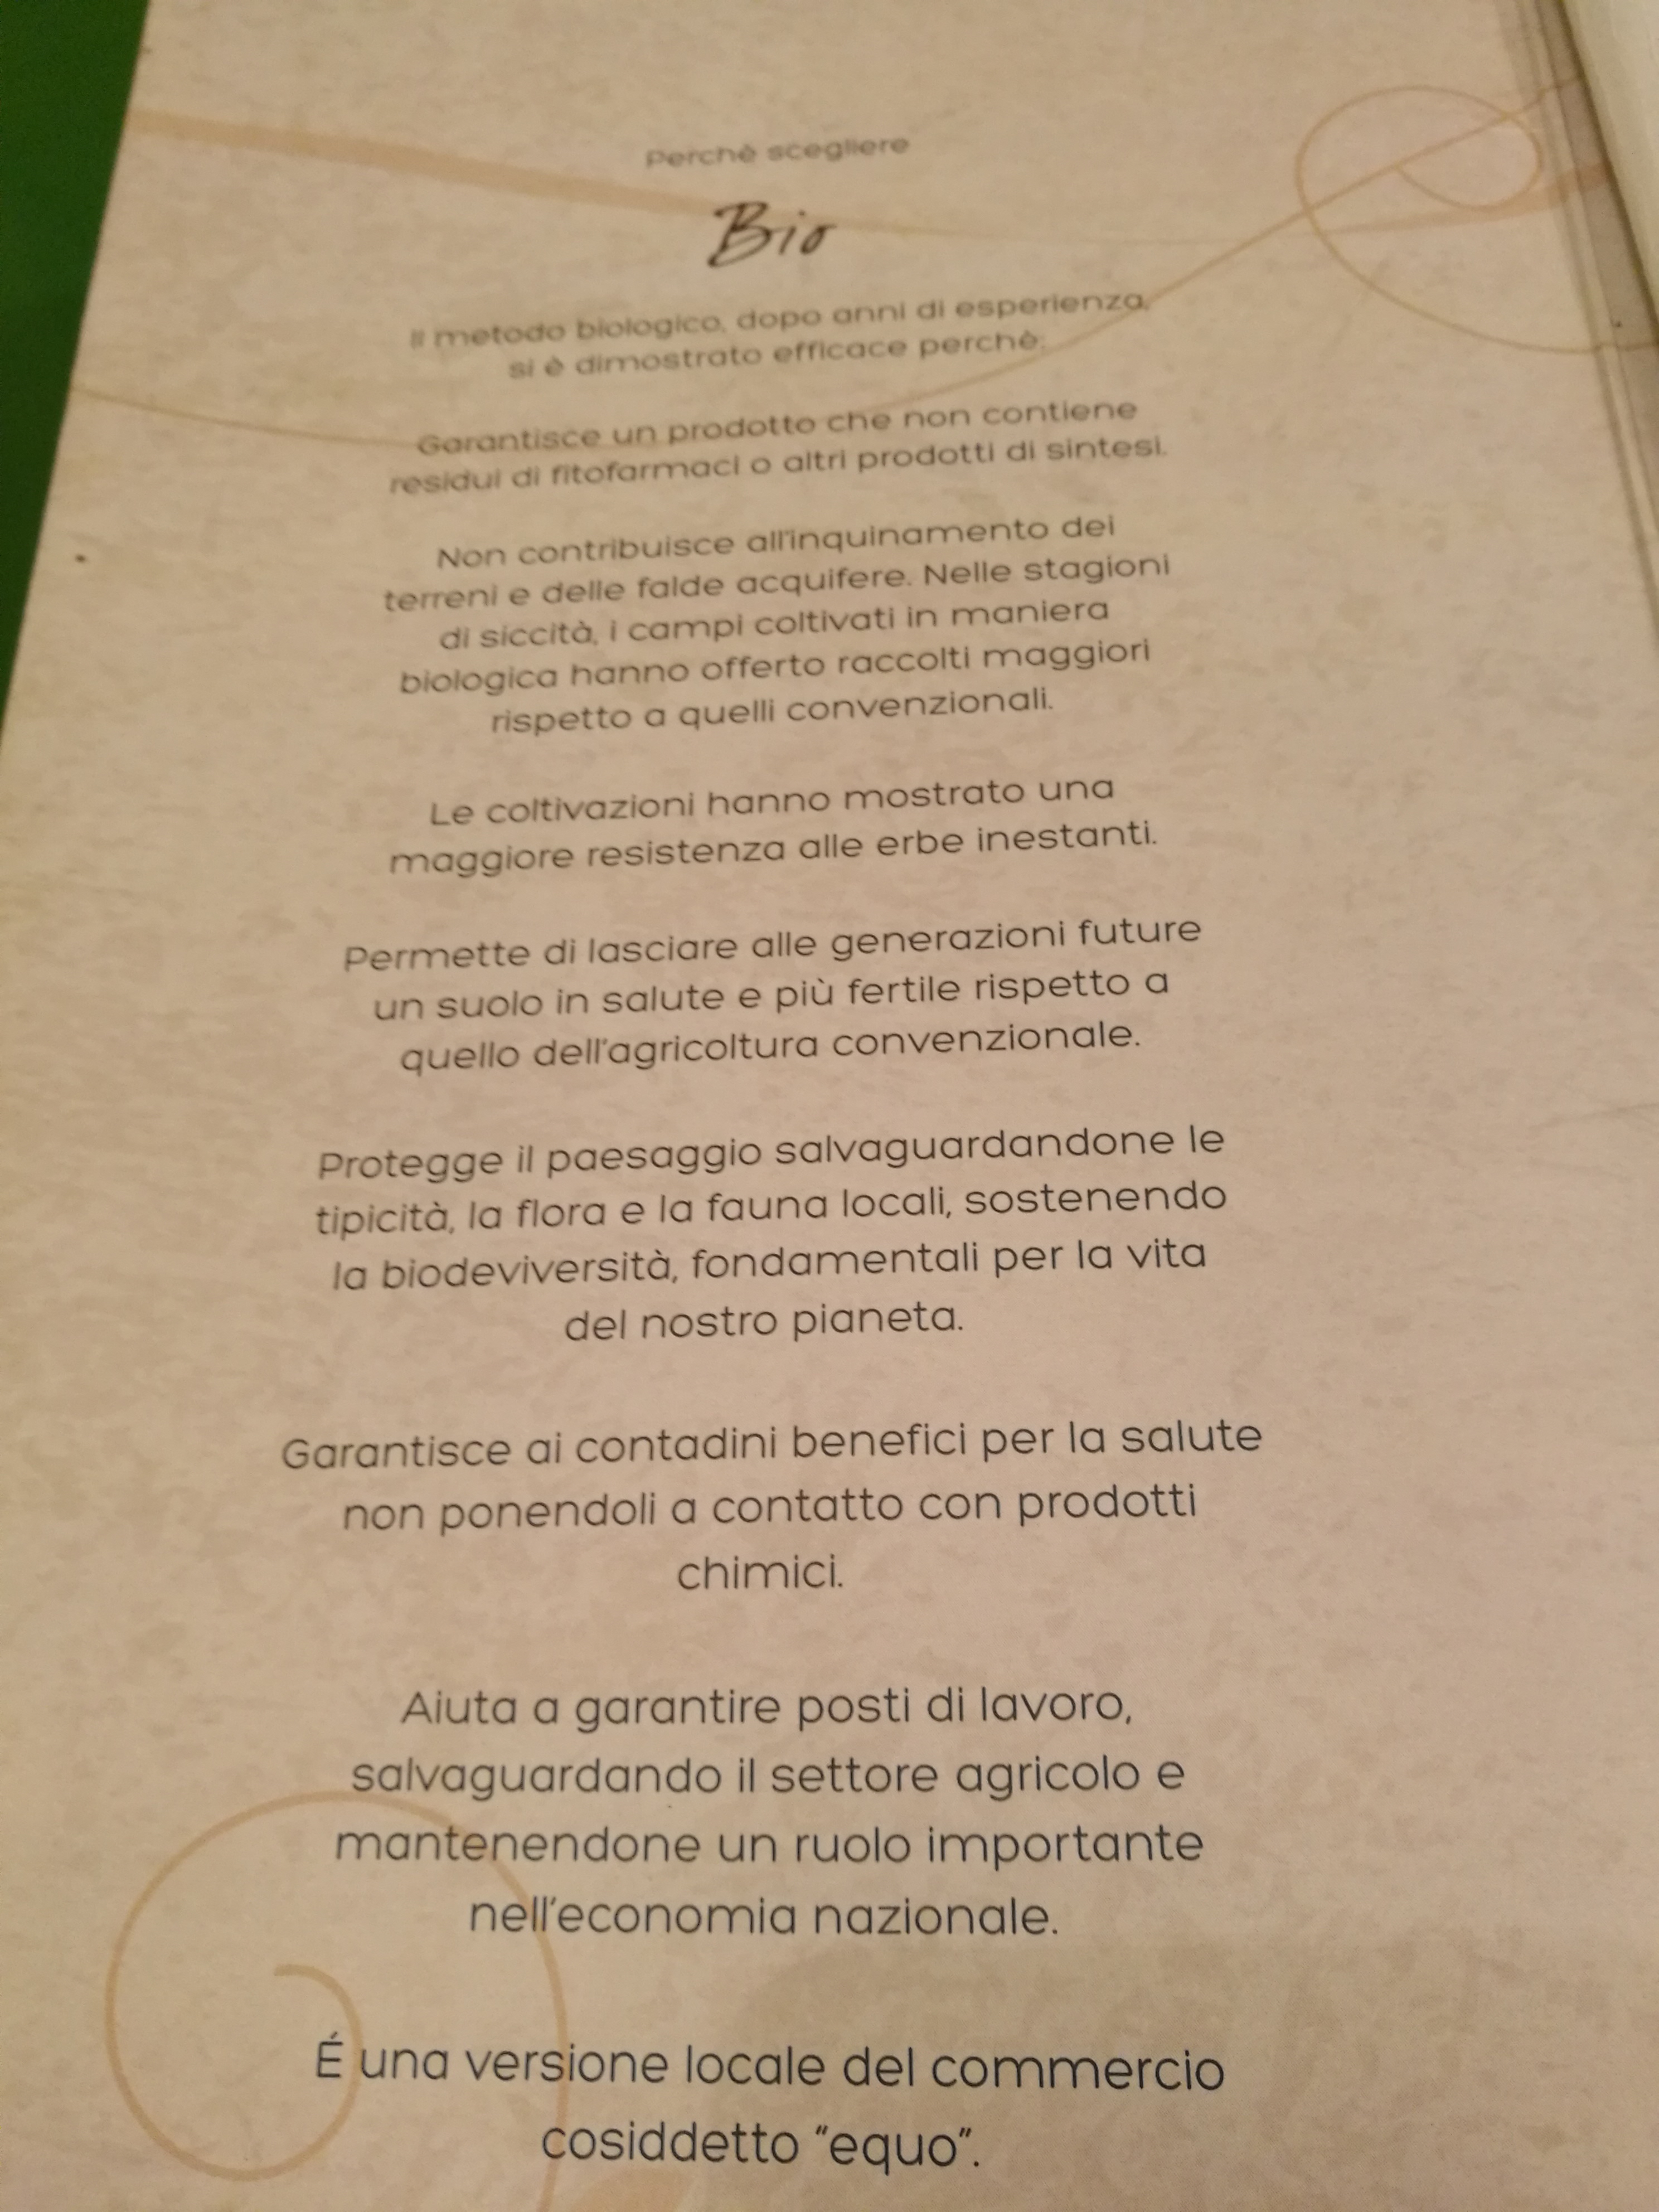 Perchè scegliere
Bio
Il metodo biologico, dopo anni di esperienza,
si è dimostrato efficace perchè:
Garantisce un prodotto che non contiene
residui di fitofarmaci o altri prodotti di sintesi.
Non contribuisce all'inquinamento dei
terreni e delle falde acquifere. Nelle stagioni
di siccità, i campi coltivati in maniera
biologica hanno offerto raccolti maggiori
rispetto a quelli convenzionali.
Le coltivazioni hanno mostrato una
maggiore resistenza alle erbe inestanti.
Permette di lasciare alle generazioni future
un suolo in salute e più fertile rispetto a
quello dell'agricoltura convenzionale.
Protegge il paesaggio salvaguardandone le
tipicità, la flora e la fauna locali, sostenendo
la biodeviversità, fondamentali per la vita
del nostro pianeta.
Garantisce ai contadini benefici per la salute
non ponendoli a contatto con prodotti
chimici.
Aiuta a garantire posti di lavoro,
salvaguardando il settore agricolo e
mantenendone un ruolo importante
nell'economia nazionale.
É una versione locale del commercio
cosiddetto "equo".